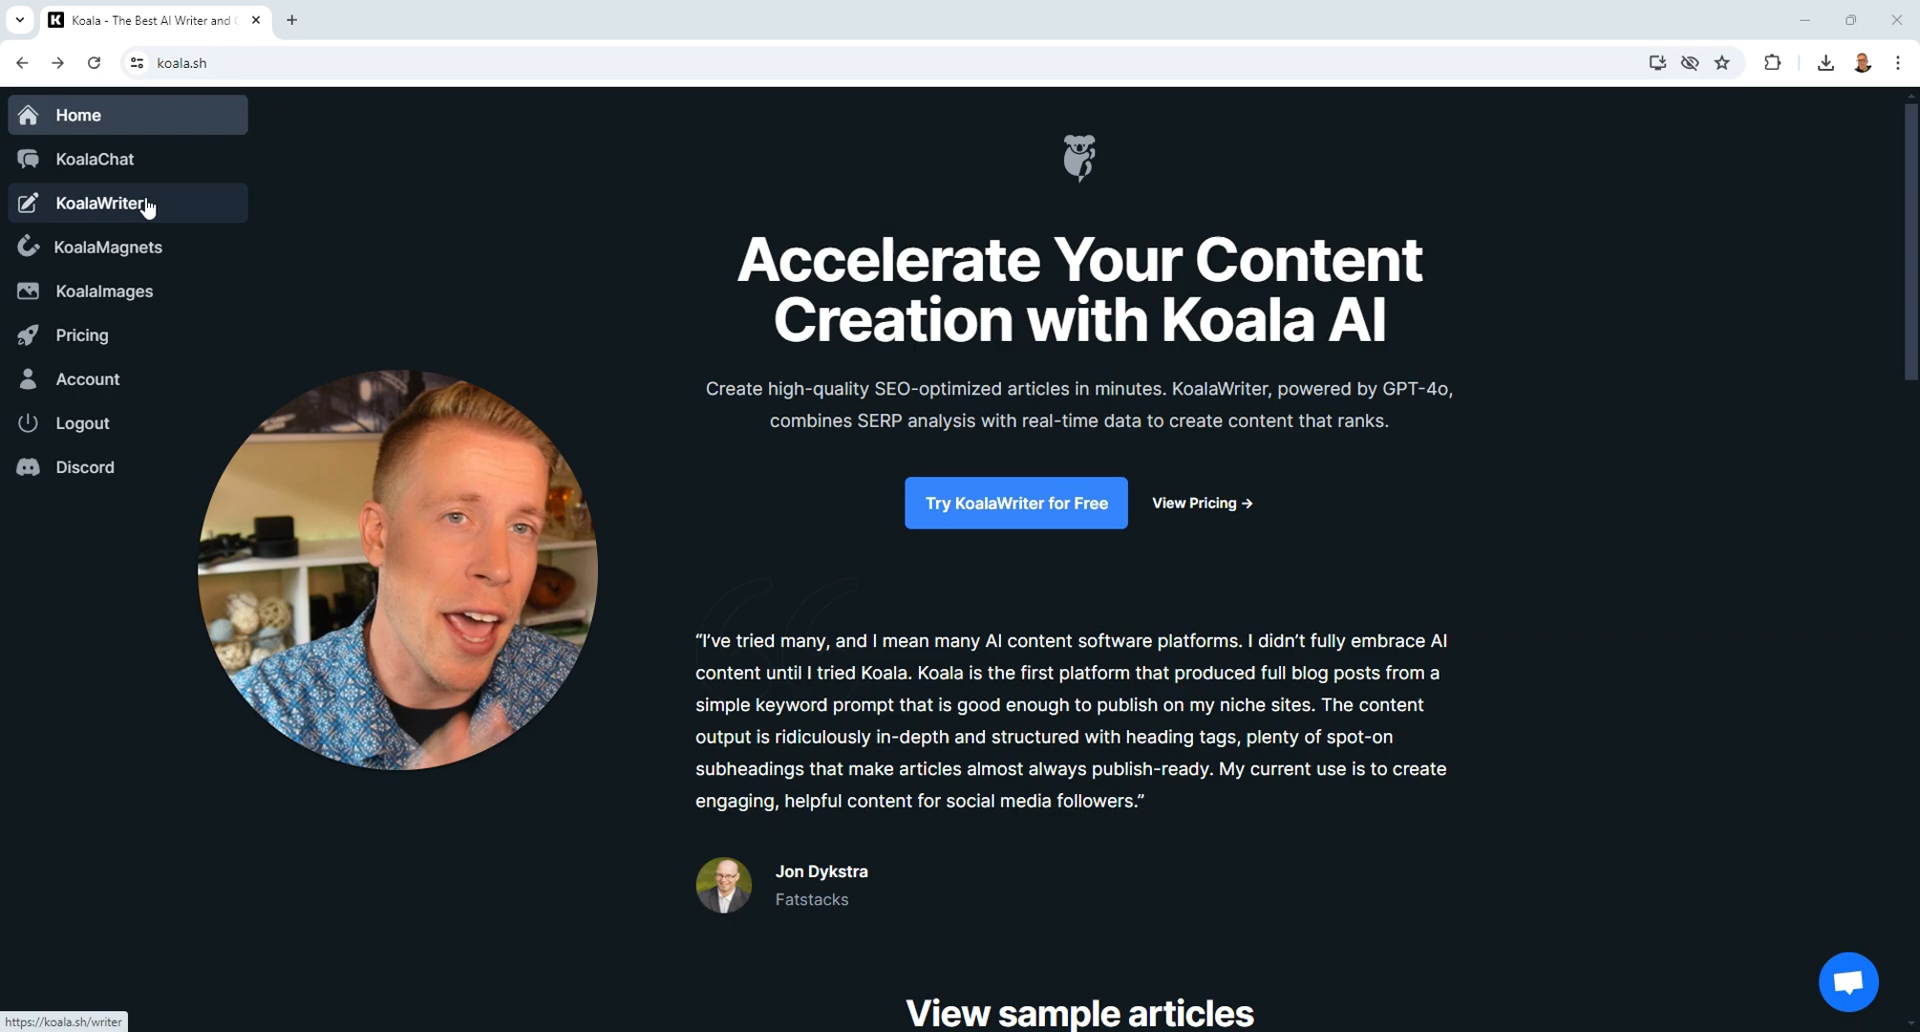 Koala - The Best AI Writer and
koala.sh
Home
KoalaChat
KoalaWriter
KoalaMagnets
KoalaImages
Pricing
Account
Logout
Discord
Accelerate Your Content
Creation with Koala AI
Create high-quality SEO-optimized articles in minutes. KoalaWriter, powered by GPT-4o,
combines SERP analysis with real-time data to create content that ranks.
Try KoalaWriter for Free
View Pricing →
“I’ve tried many, and I mean many AI content software platforms. I didn’t fully embrace AI
content until I tried Koala. Koala is the first platform that produced full blog posts from a
simple keyword prompt that is good enough to publish on my niche sites. The content
output is ridiculously in-depth and structured with heading tags, plenty of spot-on
subheadings that make articles almost always publish-ready. My current use is to create
engaging, helpful content for social media followers.”
Jon Dykstra
Fatstacks
View sample articles
https://koala.sh/writer